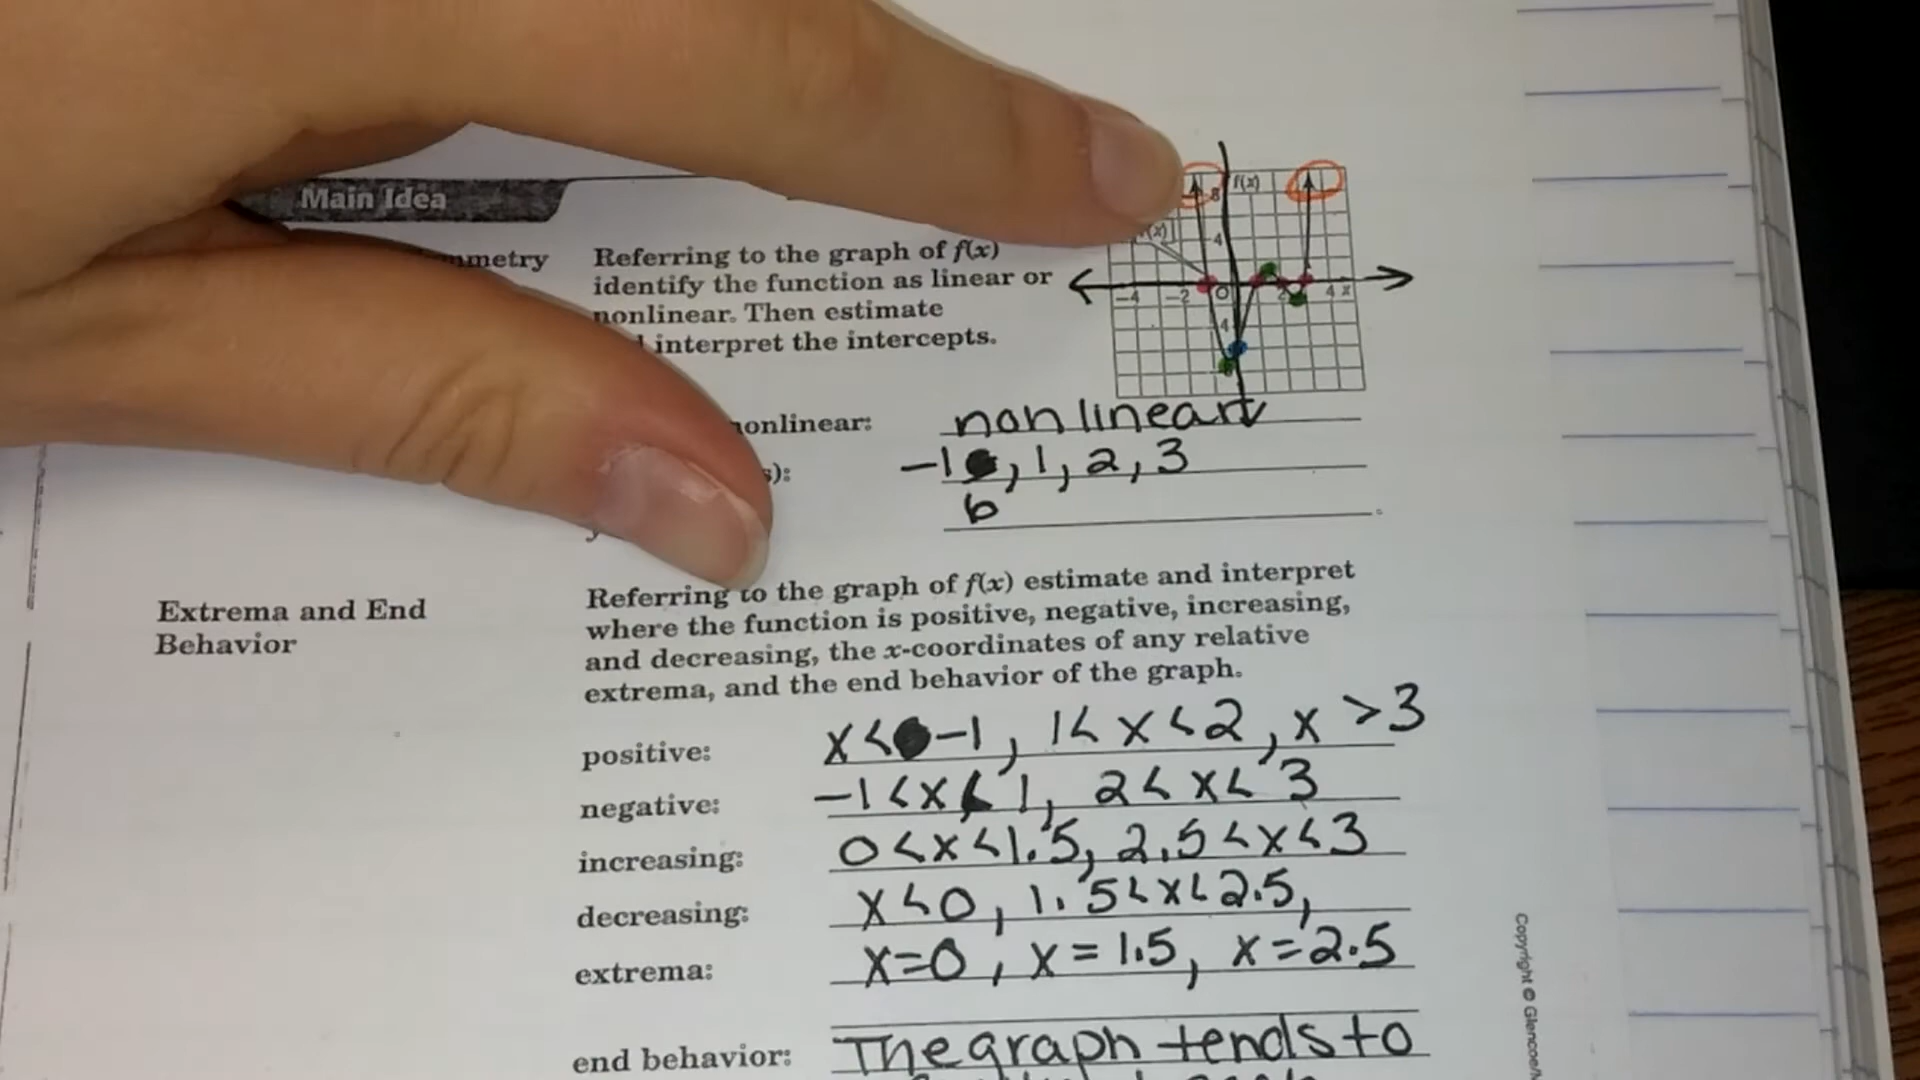 Main Idea
Referring to the graph of f(x)
identify the function as linear or
nonlinear. Then estimate
interpret the intercepts.
f(x)
8
4
-4 -2 O 2 4 x
4
nonlinear: nonlinear
s): -1, 1, 2, 3
6
Extrema and End
Behavior
Referring to the graph of f(x) estimate and interpret
where the function is positive, negative, increasing,
and decreasing, the x-coordinates of any relative
extrema, and the end behavior of the graph.
positive: x<-1, 1<x<2, x>3
negative: -1<x<1, 2<x<3
increasing: 0<x<1.5, 2.5<x<3
decreasing: x<0, 1.5<x<2.5,
extrema: x=0, x=1.5, x=2.5
end behavior: The graph tends to
Copyright © Glencoe/M